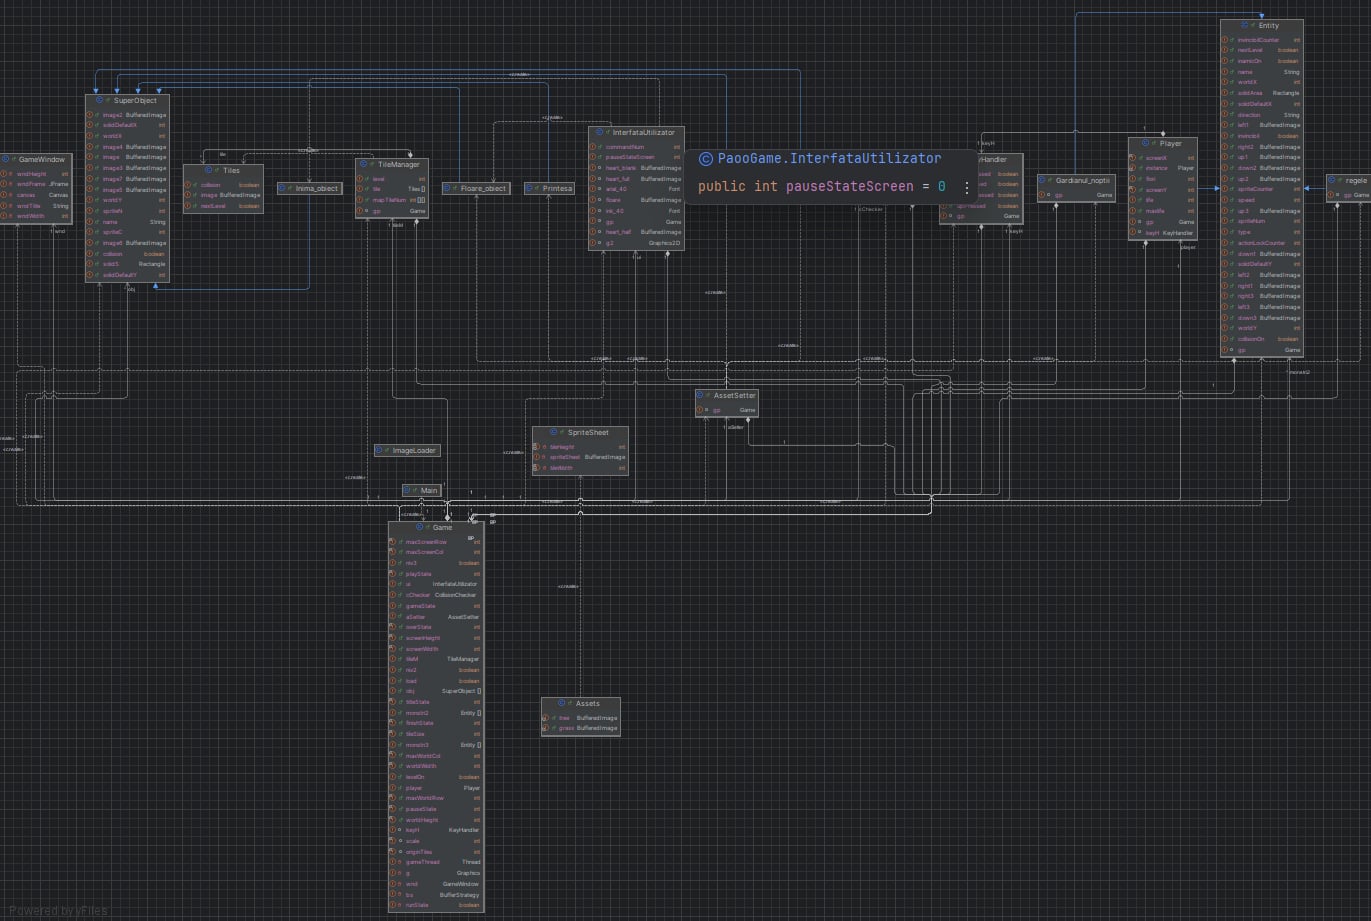 Entity
invincibilCounter int
nextLevel boolean
inamicOn boolean
name String
worldX int
solidArea Rectangle
solidDefaultX int
direction String
left1 BufferedImage
invincibil boolean
right2 BufferedImage
up1 BufferedImage
down2 BufferedImage
up2 BufferedImage
spriteCounter int
speed int
up3 BufferedImage
spriteNum int
type int
actionLockCounter int
down1 BufferedImage
solidDefaultY int
left2 BufferedImage
right1 BufferedImage
right3 BufferedImage
left3 BufferedImage
down3 BufferedImage
worldY int
collisionOn boolean
gp Game
SuperObject
image2 BufferedImage
solidDefaultX int
worldX int
image4 BufferedImage
image BufferedImage
image3 BufferedImage
image7 BufferedImage
image5 BufferedImage
worldY int
spriteN int
name String
spriteC int
image6 BufferedImage
collision boolean
solidS Rectangle
solidDefaultY int
GameWindow
wndHeight int
wndFrame JFrame
canvas Canvas
wndTitle String
wndWidth int
Tiles
collision boolean
image BufferedImage
nextLevel boolean
Inima_obiect
TileManager
level int
tile Tiles[]
mapTileNum int[][]
gp Game
Floare_obiect
Printesa
InterfataUtilizator
commandNum int
pauseStateScreen int
heart_blank BufferedImage
heart_full BufferedImage
arial_40 Font
floare BufferedImage
ink_40 Font
gp Game
heart_half BufferedImage
g2 Graphics2D
PaooGame.InterfataUtilizator
public int pauseStateScreen = 0
yHandler
gp Game
Gardianul_noptii
gp Game
Player
screenX int
instance Player
flori int
screenY int
life int
maxlife int
gp Game
keyH KeyHandler
regele
gp Game
AssetSetter
gp Game
SpriteSheet
tileHeight int
spriteSheet BufferedImage
tileWidth int
ImageLoader
Main
Game
maxScreenRow int
maxScreenCol int
niv3 boolean
playState int
ui InterfataUtilizator
cChecker CollisionChecker
gameState int
aSetter AssetSetter
overState int
screenHeight int
screenWidth int
tileM TileManager
niv2 boolean
load boolean
obj SuperObject[]
titleState int
monstri2 Entity[]
finishState int
tileSize int
monstri3 Entity[]
maxWorldCol int
worldWidth int
levelOn boolean
player Player
maxWorldRow int
pauseState int
worldHeight int
keyH KeyHandler
scale int
originTiles int
gameThread Thread
g Graphics
wnd GameWindow
bs BufferStrategy
runState boolean
Assets
tree BufferedImage
grass BufferedImage
Powered by yFiles